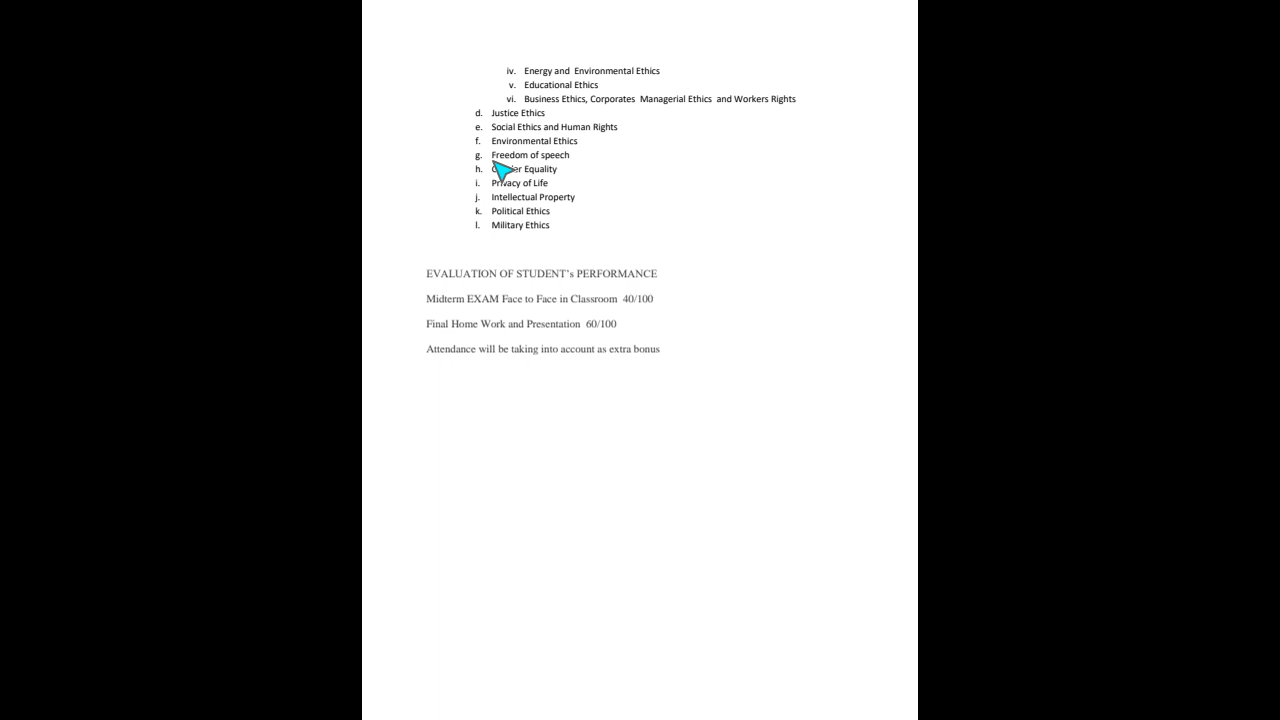 iv. Energy and Environmental Ethics
v. Educational Ethics
vi. Business Ethics, Corporates Managerial Ethics and Workers Rights
d. Justice Ethics
e. Social Ethics and Human Rights
f. Environmental Ethics
g. Freedom of speech
h. Equality
i. Privacy of Life
j. Intellectual Property
k. Political Ethics
l. Military Ethics
EVALUATION OF STUDENT's PERFORMANCE
Midterm EXAM Face to Face in Classroom 40/100
Final Home Work and Presentation 60/100
Attendance will be taking into account as extra bonus